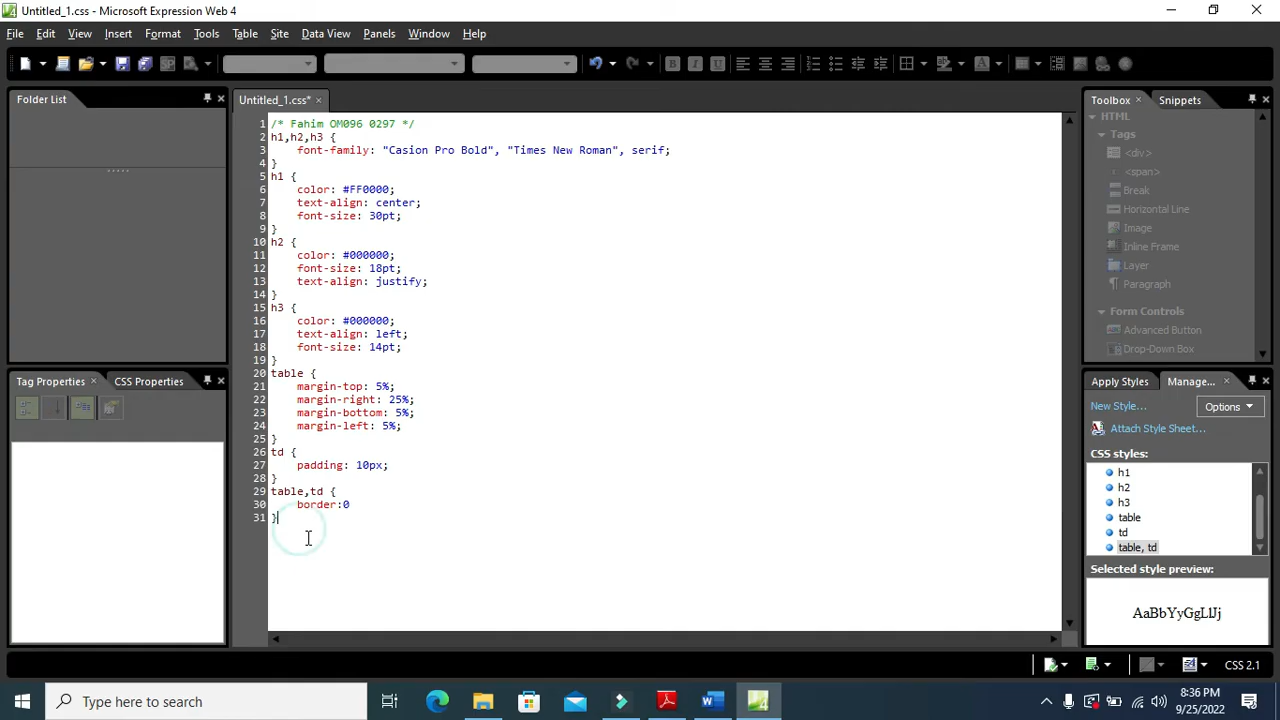 Untitled_1.css - Microsoft Expression Web 4
File Edit View Insert Format Tools Table Site Data View Panels Window Help
B I U A
Folder List
Untitled_1.css*
Toolbox Snippets
1 /* Fahim OM096 0297 */
2 h1,h2,h3 {
3 font-family: "Casion Pro Bold", "Times New Roman", serif;
4 }
5 h1 {
6 color: #FF0000;
7 text-align: center;
8 font-size: 30pt;
9 }
10 h2 {
11 color: #000000;
12 font-size: 18pt;
13 text-align: justify;
14 }
15 h3 {
16 color: #000000;
17 text-align: left;
18 font-size: 14pt;
19 }
20 table {
21 margin-top: 5%;
22 margin-right: 25%;
23 margin-bottom: 5%;
24 margin-left: 5%;
25 }
26 td {
27 padding: 10px;
28 }
29 table,td {
30 border:0
31 }
HTML
Tags
<div>
<span>
Break
Horizontal Line
Image
Inline Frame
Layer
Paragraph
Form Controls
Advanced Button
Drop-Down Box
Tag Properties CSS Properties
Apply Styles Manage...
New Style... Options
Attach Style Sheet...
CSS styles:
h1
h2
h3
table
td
table, td
Selected style preview:
AaBbYyGgLlJj
CSS 2.1
Type here to search
8:36 PM
9/25/2022